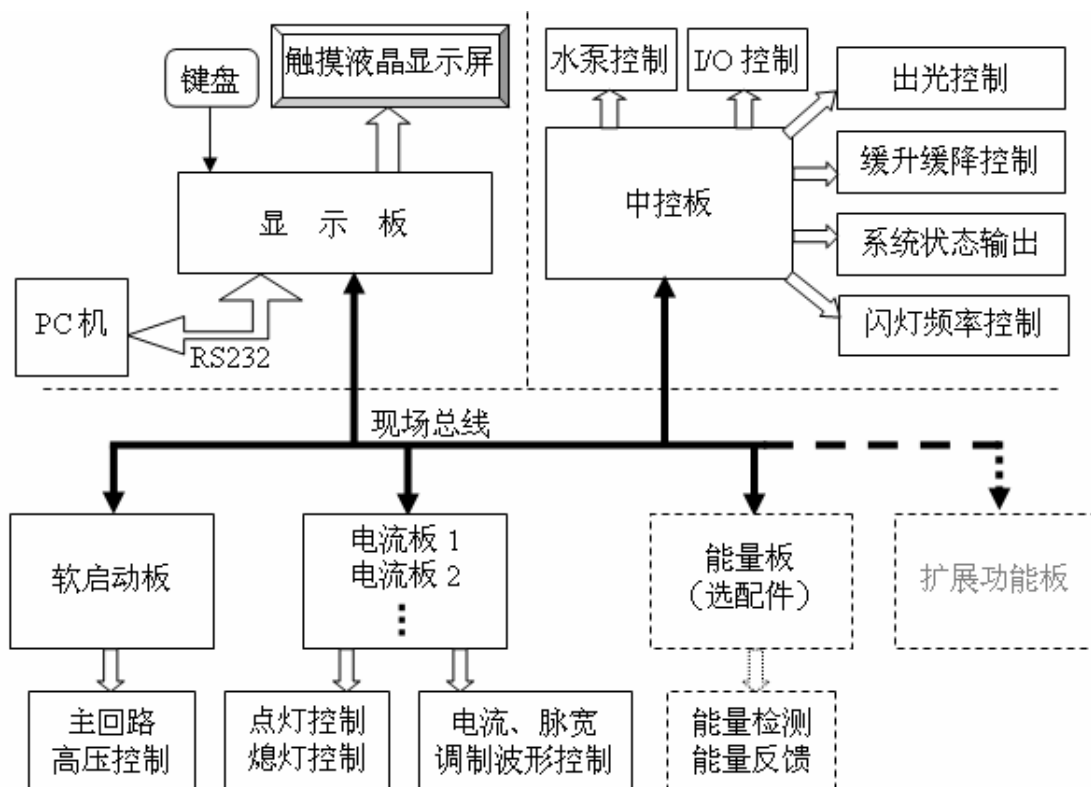 键盘
触摸液晶显示屏
水泵控制
I/O 控制
出光控制
显 示 板
中控板
缓升缓降控制
系统状态输出
PC机
RS232
闪灯频率控制
现场总线
软启动板
电流板 1
电流板 2
⋮
能量板
（选配件）
扩展功能板
主回路
高压控制
点灯控制
熄灯控制
电流、脉宽
调制波形控制
能量检测
能量反馈